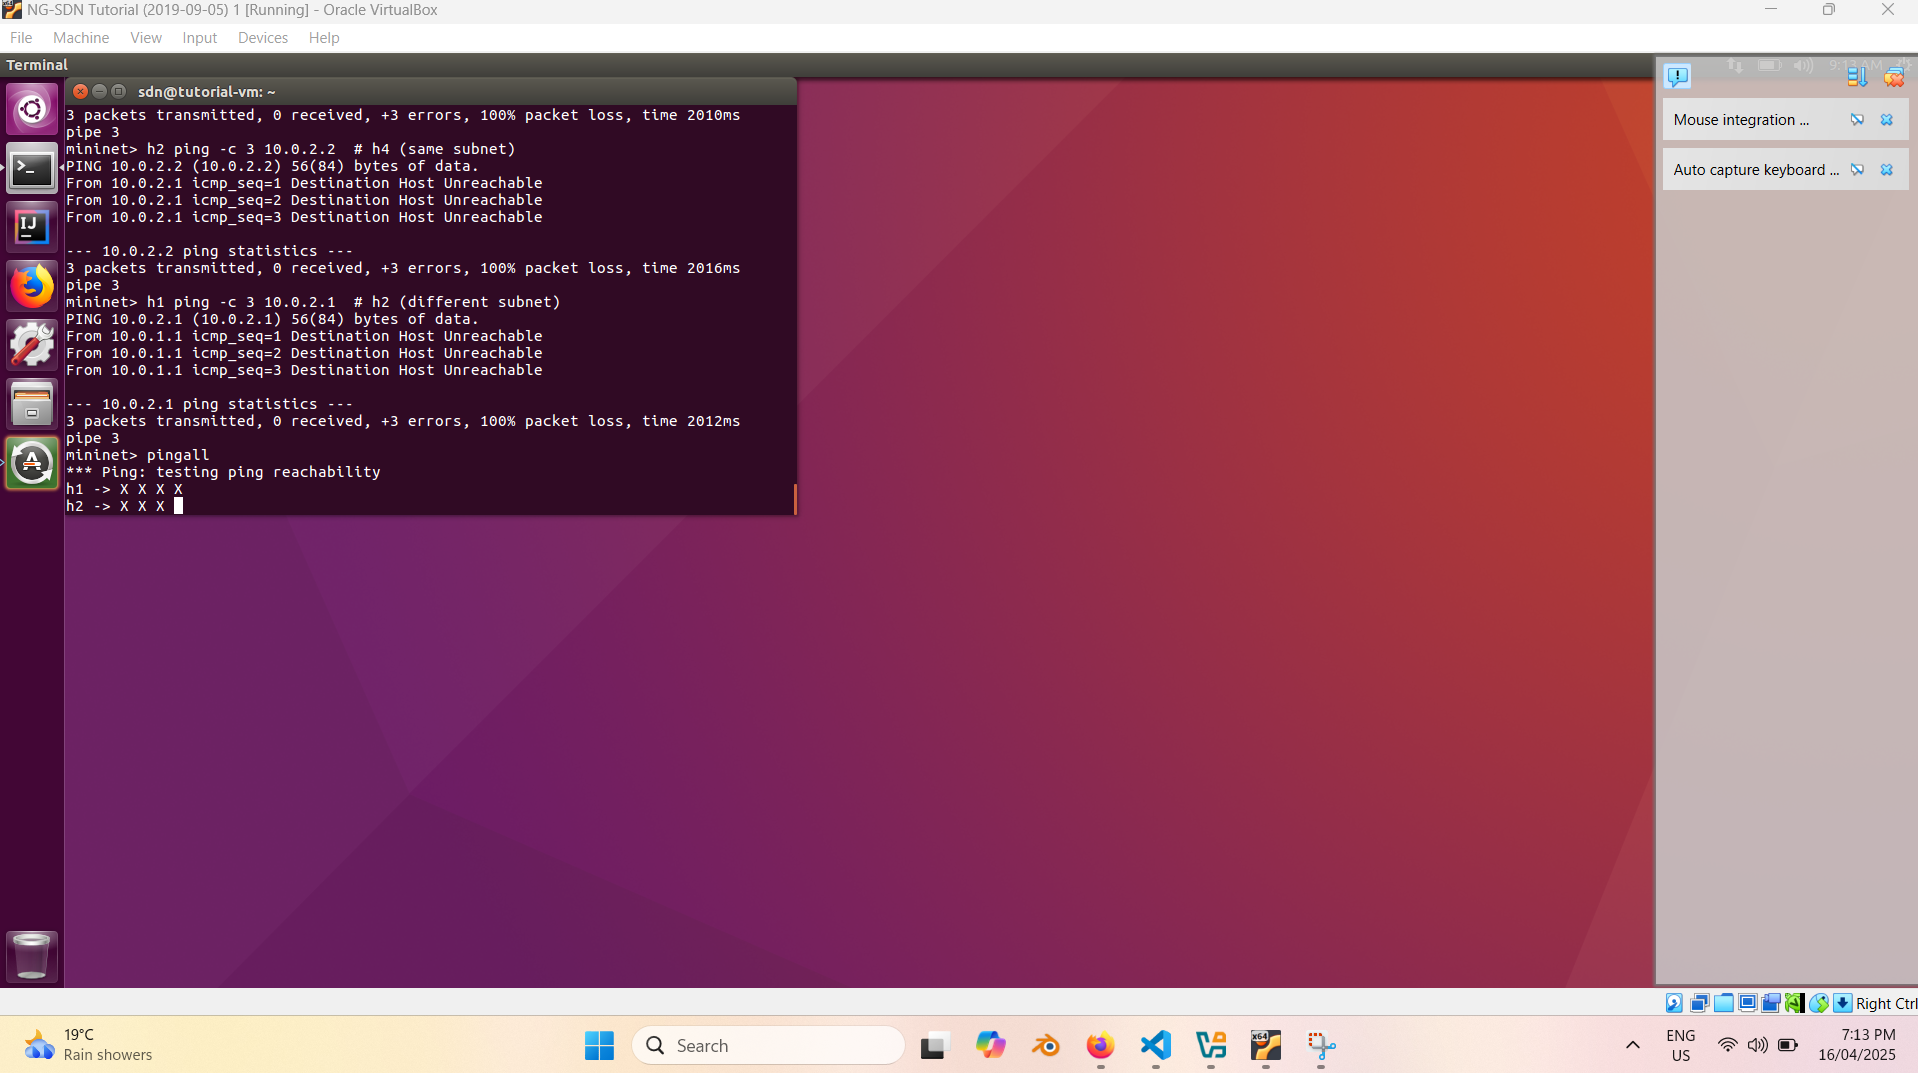 NG-SDN Tutorial (2019-09-05) 1 [Running] - Oracle VirtualBox
File Machine View Input Devices Help
Terminal
9:13 AM
sdn@tutorial-vm: ~
3 packets transmitted, 0 received, +3 errors, 100% packet loss, time 2010ms
pipe 3
mininet> h2 ping -c 3 10.0.2.2  # h4 (same subnet)
PING 10.0.2.2 (10.0.2.2) 56(84) bytes of data.
From 10.0.2.1 icmp_seq=1 Destination Host Unreachable
From 10.0.2.1 icmp_seq=2 Destination Host Unreachable
From 10.0.2.1 icmp_seq=3 Destination Host Unreachable
--- 10.0.2.2 ping statistics ---
3 packets transmitted, 0 received, +3 errors, 100% packet loss, time 2016ms
pipe 3
mininet> h1 ping -c 3 10.0.2.1  # h2 (different subnet)
PING 10.0.2.1 (10.0.2.1) 56(84) bytes of data.
From 10.0.1.1 icmp_seq=1 Destination Host Unreachable
From 10.0.1.1 icmp_seq=2 Destination Host Unreachable
From 10.0.1.1 icmp_seq=3 Destination Host Unreachable
--- 10.0.2.1 ping statistics ---
3 packets transmitted, 0 received, +3 errors, 100% packet loss, time 2012ms
pipe 3
mininet> pingall
*** Ping: testing ping reachability
h1 -> X X X X
h2 -> X X X
Mouse integration ...
Auto capture keyboard ...
IJ
Right Ctrl
19°C
Rain showers
Search
x64
ENG
US
7:13 PM
16/04/2025